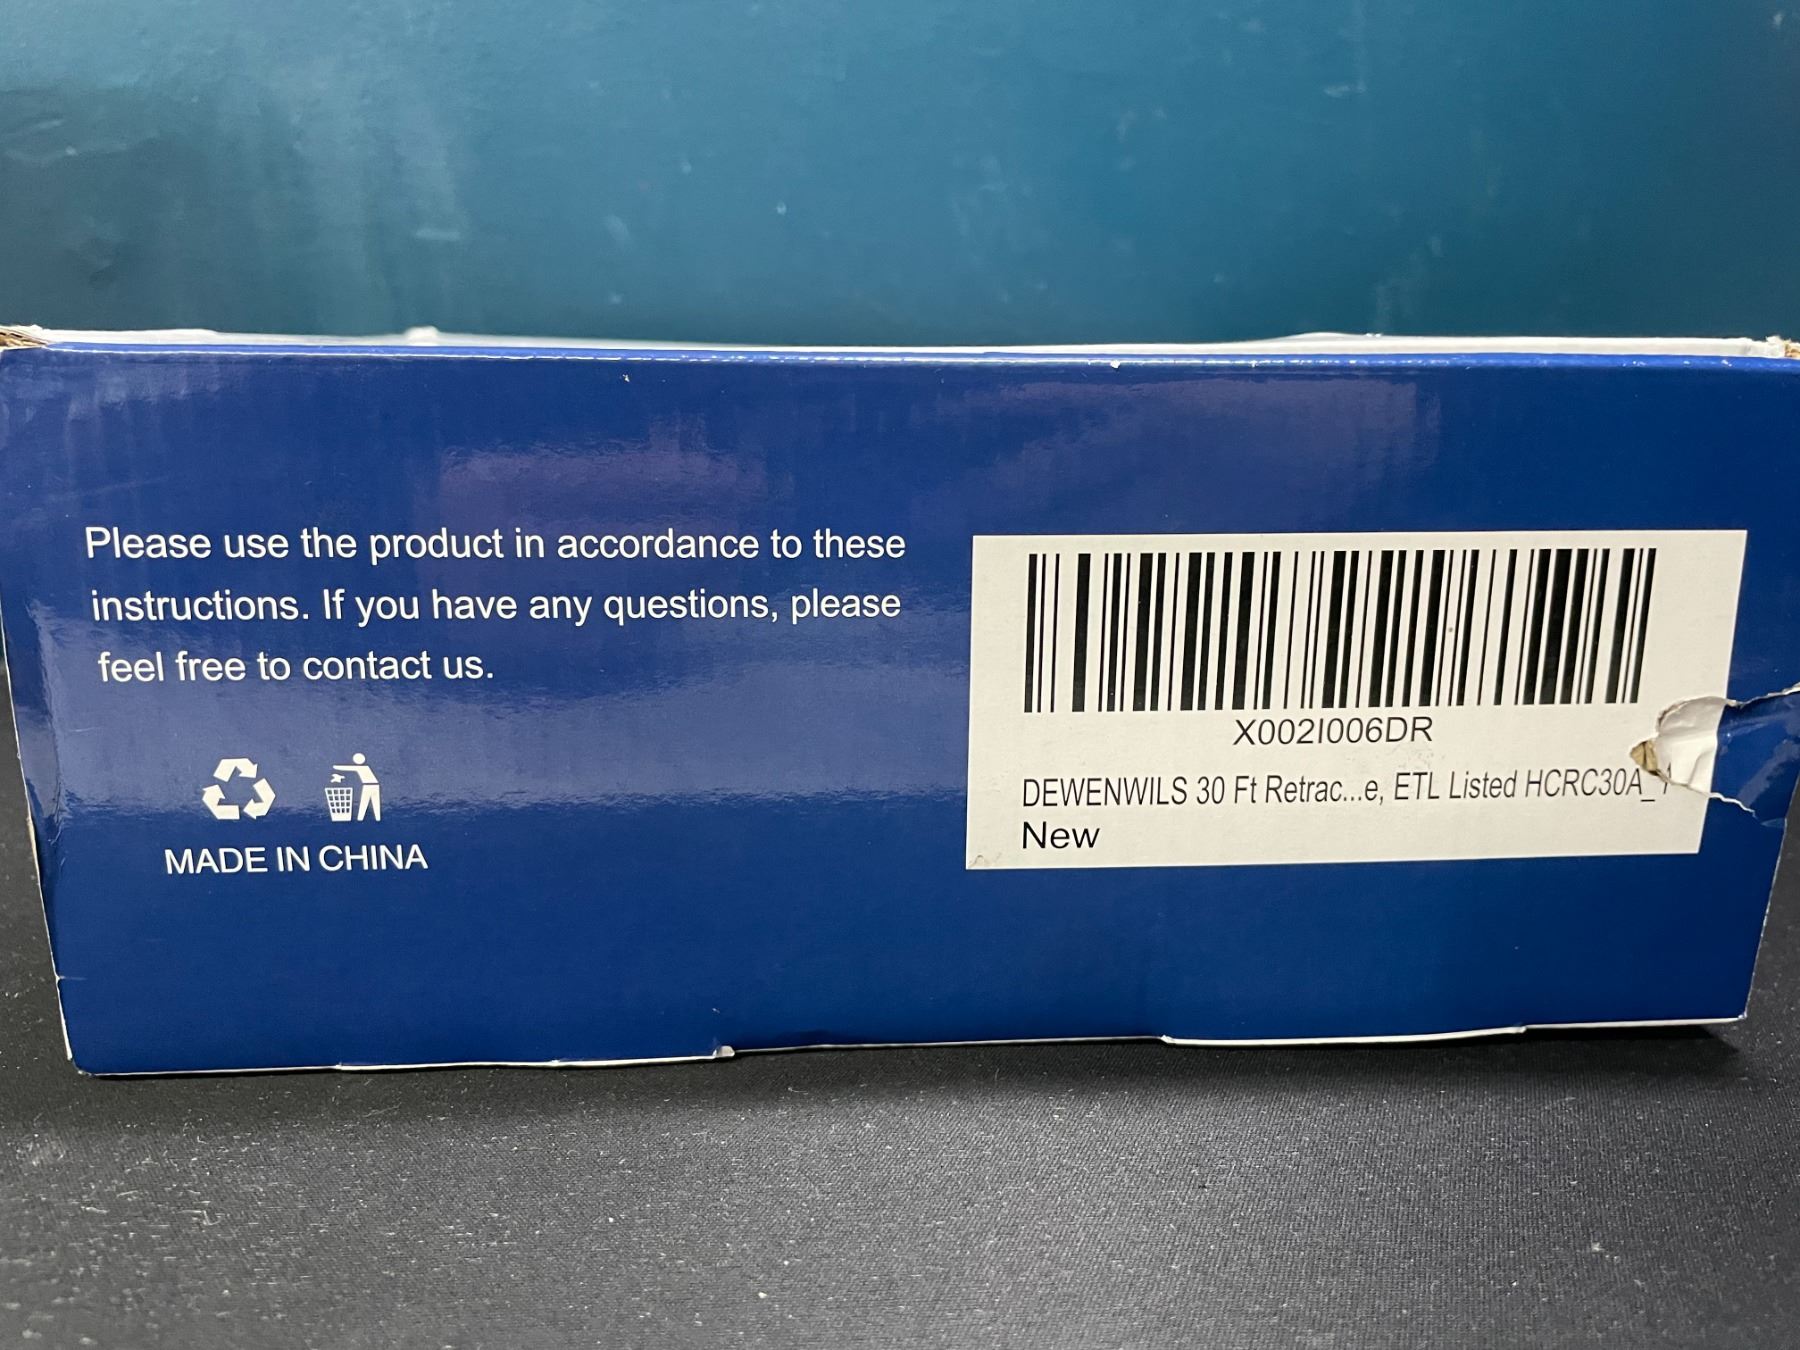 Please use the product in accordance to these
instructions. If you have any questions, please
feel free to contact us.
MADE IN CHINA
X002I006DR
DEWENWILS 30 Ft Retrac...e, ETL Listed HCRC30A_
New